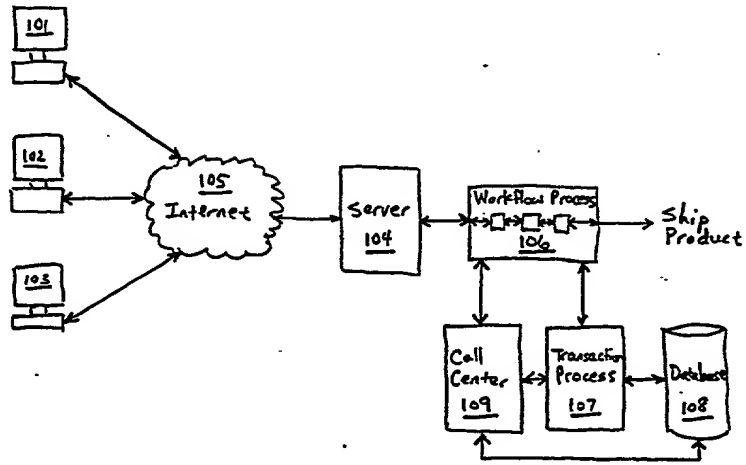 101
102
103
105
Internet
Server
104
Workflow Process
106
Ship
Product
Call
Center
109
Transaction
Process
107
Database
108